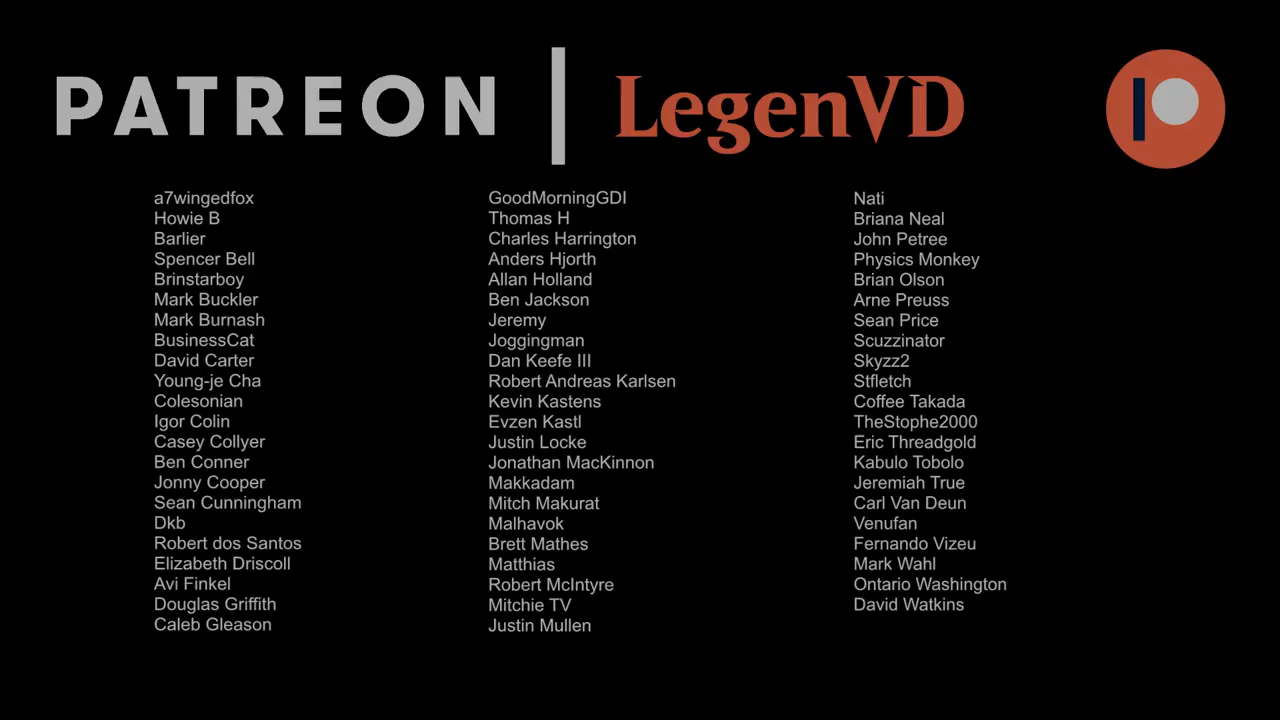 PATREON | LegenVD
a7wingedfox
Howie B
Barlier
Spencer Bell
Brinstarboy
Mark Buckler
Mark Burnash
BusinessCat
David Carter
Young-je Cha
Colesonian
Igor Colin
Casey Collyer
Ben Conner
Jonny Cooper
Sean Cunningham
Dkb
Robert dos Santos
Elizabeth Driscoll
Avi Finkel
Douglas Griffith
Caleb Gleason
GoodMorningGDI
Thomas H
Charles Harrington
Anders Hjorth
Allan Holland
Ben Jackson
Jeremy
Joggingman
Dan Keefe III
Robert Andreas Karlsen
Kevin Kastens
Evzen Kastl
Justin Locke
Jonathan MacKinnon
Makkadam
Mitch Makurat
Malhavok
Brett Mathes
Matthias
Robert McIntyre
Mitchie TV
Justin Mullen
Nati
Briana Neal
John Petree
Physics Monkey
Brian Olson
Arne Preuss
Sean Price
Scuzzinator
Skyzz2
Stfletch
Coffee Takada
TheStophe2000
Eric Threadgold
Kabulo Tobolo
Jeremiah True
Carl Van Deun
Venufan
Fernando Vizeu
Mark Wahl
Ontario Washington
David Watkins